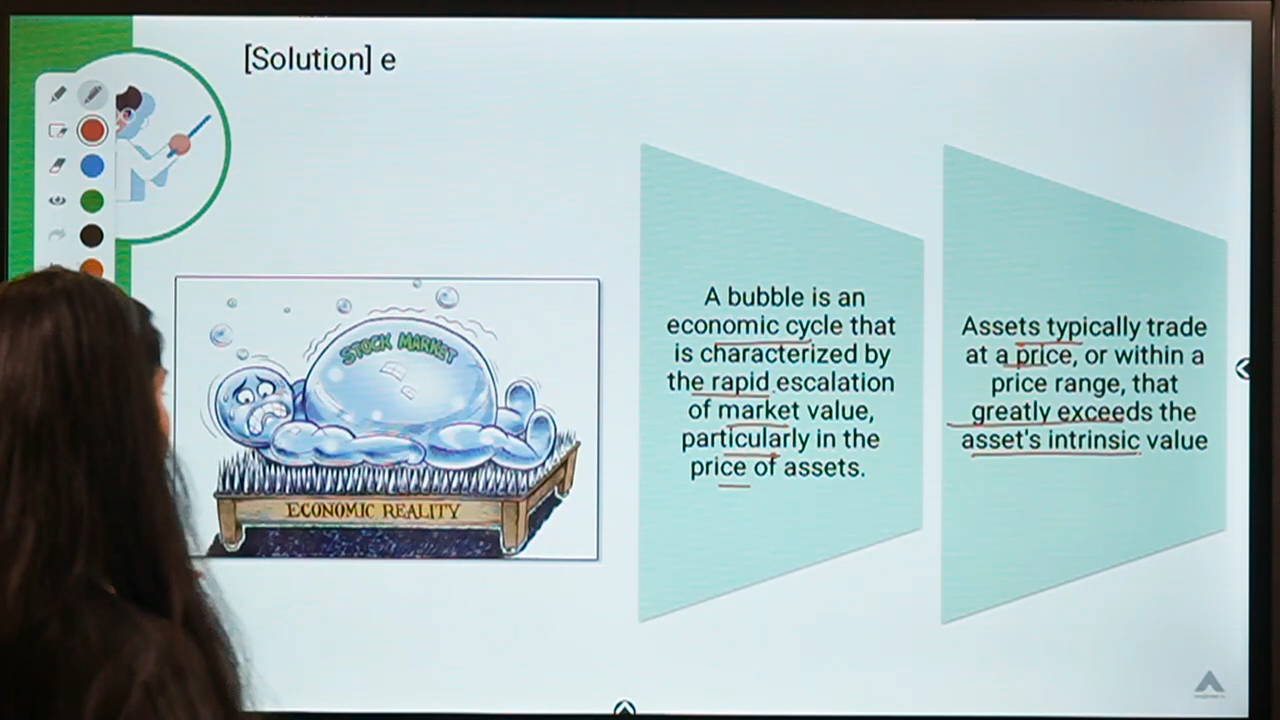 [Solution] e
STOCK MARKET
ECONOMIC REALITY
A bubble is an
economic cycle that
is characterized by
the rapid escalation
of market value,
particularly in the
price of assets.
Assets typically trade
at a price, or within a
price range, that
greatly exceeds the
asset's intrinsic value